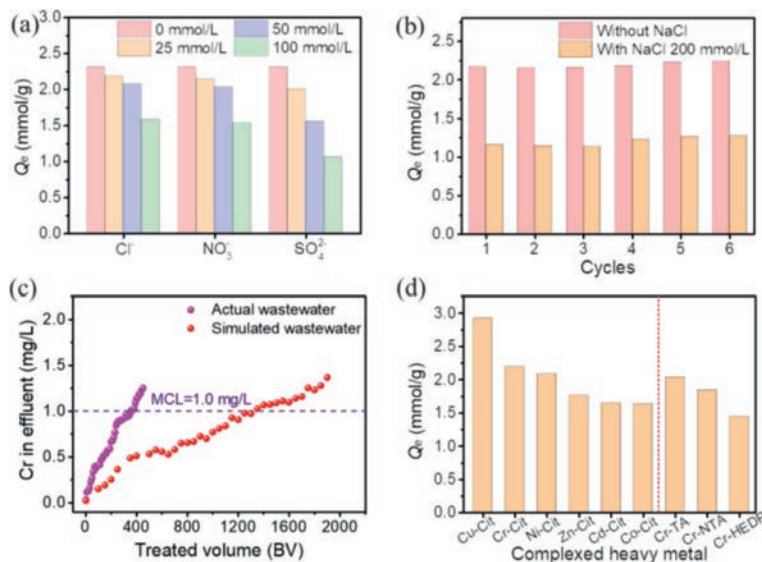 (a)
0 mmol/L 50 mmol/L
25 mmol/L 100 mmol/L
Qe (mmol/g)
2.5
2.0
1.5
1.0
0.5
0.0
Cl⁻ NO₃⁻ SO₄²⁻
(b)
Without NaCl
With NaCl 200 mmol/L
Qe (mmol/g)
2.5
2.0
1.5
1.0
0.5
0.0
1 2 3 4 5 6
Cycles
(c)
Actual wastewater
Simulated wastewater
MCL=1.0 mg/L
Cr in effluent (mg/L)
2.0
1.5
1.0
0.5
0.0
0 400 800 1200 1600 2000
Treated volume (BV)
(d)
Qe (mmol/g)
3.0
2.5
2.0
1.5
1.0
0.5
0.0
Cu-Cit Cr-Cit Ni-Cit Zn-Cit Cd-Cit Co-Cit Cr-TA Cr-NTA Cr-HEDP
Complexed heavy metal